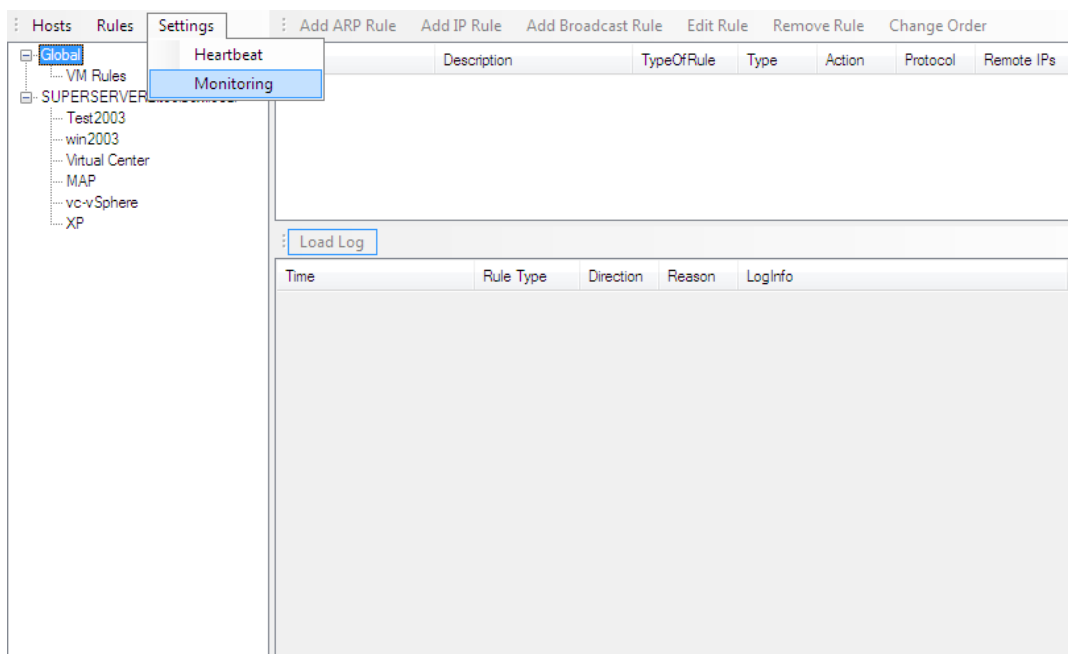 Hosts Rules Settings Add ARP Rule Add IP Rule Add Broadcast Rule Edit Rule Remove Rule Change Order
Heartbeat
Monitoring
Global
VM Rules
Test2003
win2003
Virtual Center
MAP
vc-vSphere
XP
Description TypeOfRule Type Action Protocol Remote IPs
Load Log
Time Rule Type Direction Reason LogInfo